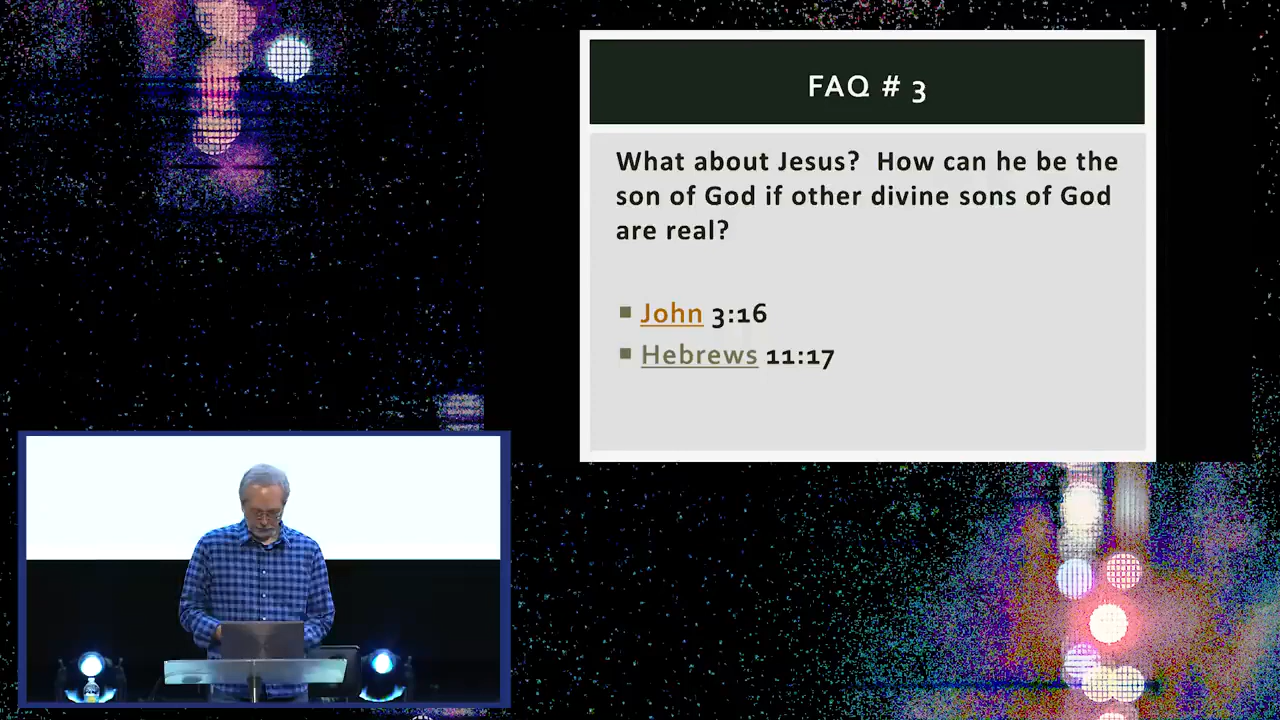 FAQ # 3
What about Jesus?  How can he be the
son of God if other divine sons of God
are real?
John 3:16
Hebrews 11:17